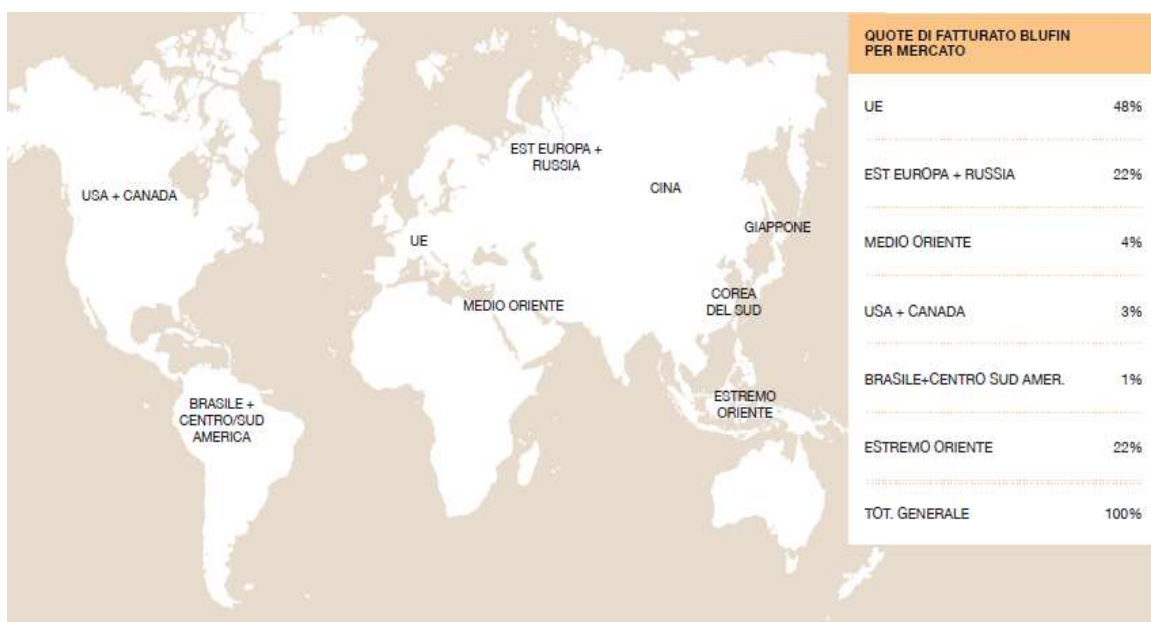 QUOTE DI FATTURATO BLUFIN
PER MERCATO
UE 48%
EST EUROPA + RUSSIA 22%
MEDIO ORIENTE 4%
USA + CANADA 3%
BRASILE+CENTRO SUD AMER. 1%
ESTREMO ORIENTE 22%
TOT. GENERALE 100%
EST EUROPA +
RUSSIA
USA + CANADA
CINA
GIAPPONE
UE
MEDIO ORIENTE
COREA
DEL SUD
BRASILE +
CENTRO/SUD
AMERICA
ESTREMO
ORIENTE